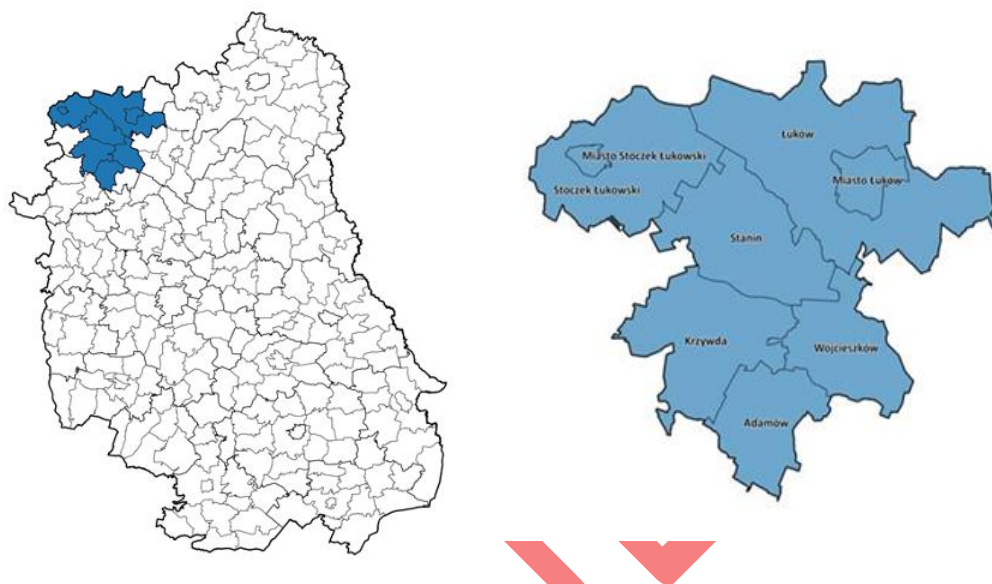 Łuków
Miasto Stoczek Łukowski
Miasto Łuków
Stoczek Łukowski
Stanin
Krzywda
Wojcieszków
Adamów